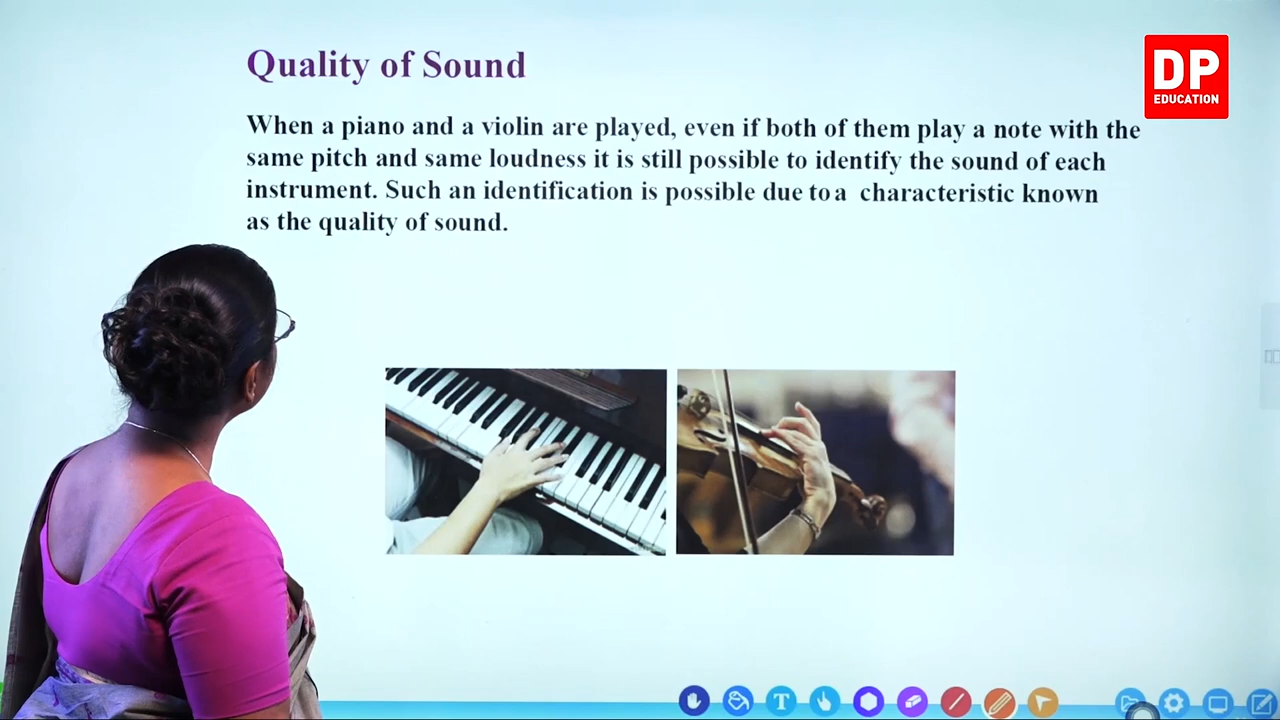 Quality of Sound
DP
EDUCATION
When a piano and a violin are played, even if both of them play a note with the
same pitch and same loudness it is still possible to identify the sound of each
instrument. Such an identification is possible due to a characteristic known
as the quality of sound.
T